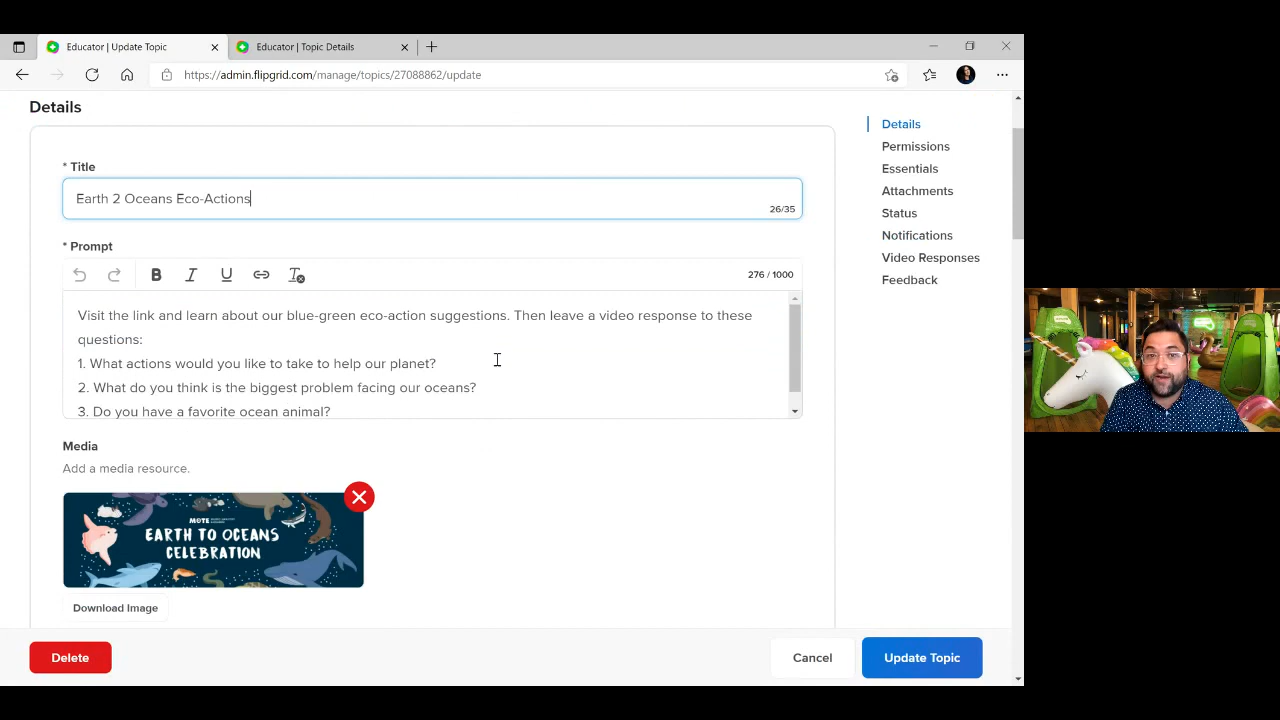 Educator | Update Topic
Educator | Topic Details
https://admin.flipgrid.com/manage/topics/27088862/update
Details
* Title
Earth 2 Oceans Eco-Actions
26/35
* Prompt
B I U
276 / 1000
Visit the link and learn about our blue-green eco-action suggestions. Then leave a video response to these
questions:
1. What actions would you like to take to help our planet?
2. What do you think is the biggest problem facing our oceans?
3. Do you have a favorite ocean animal?
Media
Add a media resource.
MOTE
EARTH TO OCEANS
CELEBRATION
Download Image
Delete
Cancel
Update Topic
Details
Permissions
Essentials
Attachments
Status
Notifications
Video Responses
Feedback